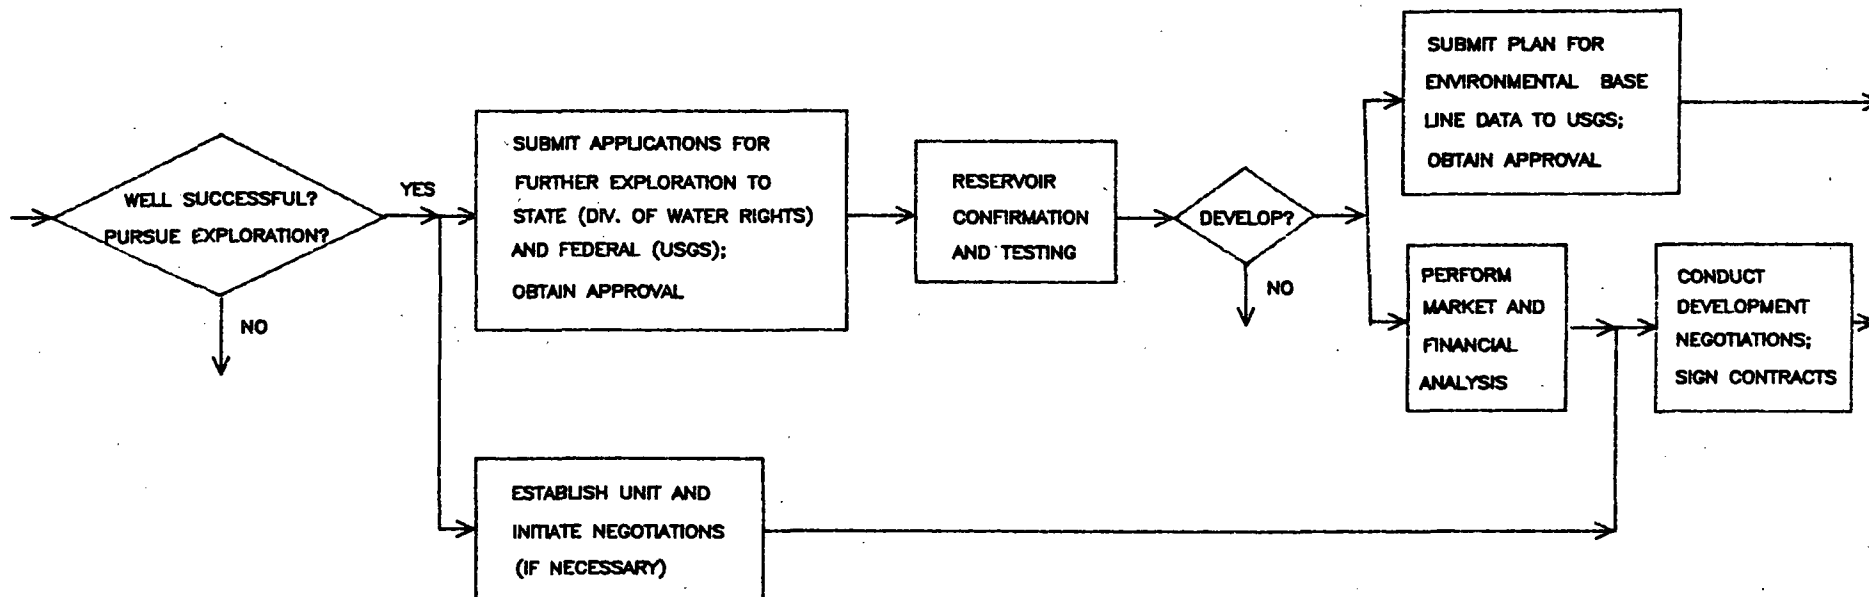 WELL SUCCESSFUL?
PURSUE EXPLORATION?
YES
NO
SUBMIT APPLICATIONS FOR
FURTHER EXPLORATION TO
STATE (DIV. OF WATER RIGHTS)
AND FEDERAL (USGS);
OBTAIN APPROVAL
ESTABLISH UNIT AND
INITIATE NEGOTIATIONS
(IF NECESSARY)
RESERVOIR
CONFIRMATION
AND TESTING
DEVELOP?
NO
SUBMIT PLAN FOR
ENVIRONMENTAL BASE
LINE DATA TO USGS;
OBTAIN APPROVAL
PERFORM
MARKET AND
FINANCIAL
ANALYSIS
CONDUCT
DEVELOPMENT
NEGOTIATIONS;
SIGN CONTRACTS